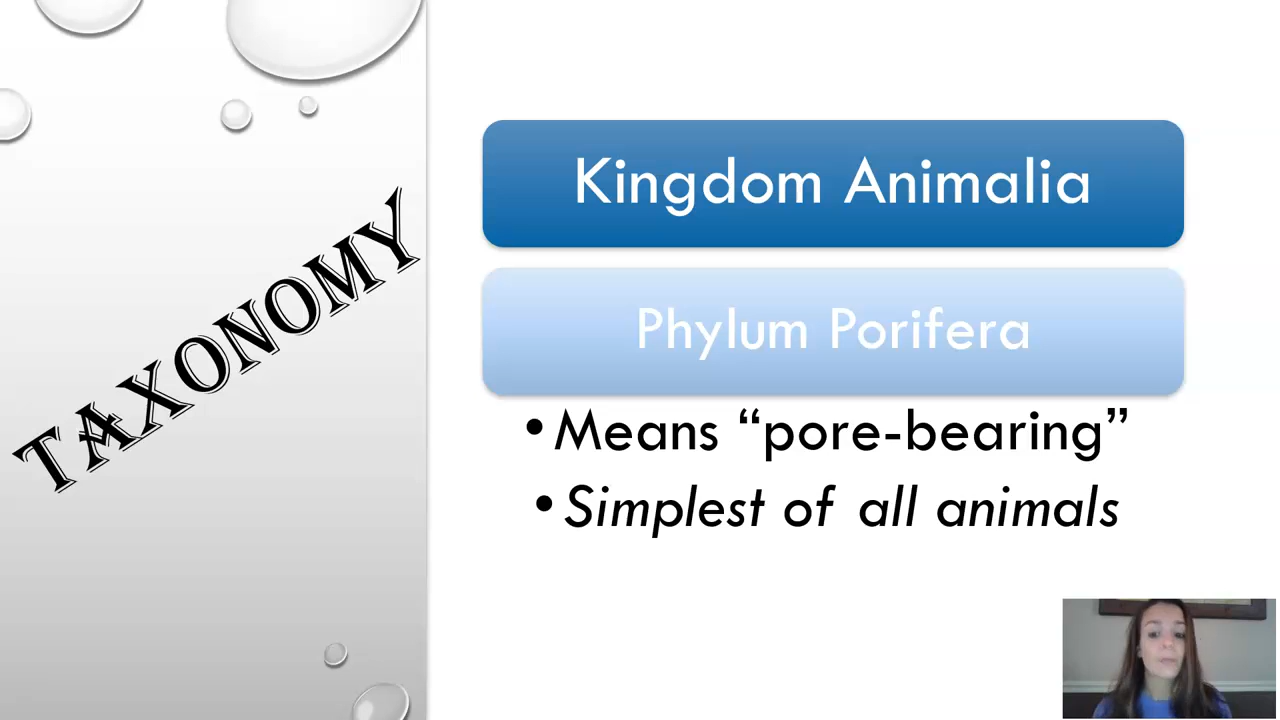 TAXONOMY
Kingdom Animalia
Phylum Porifera
•Means “pore-bearing”
•Simplest of all animals